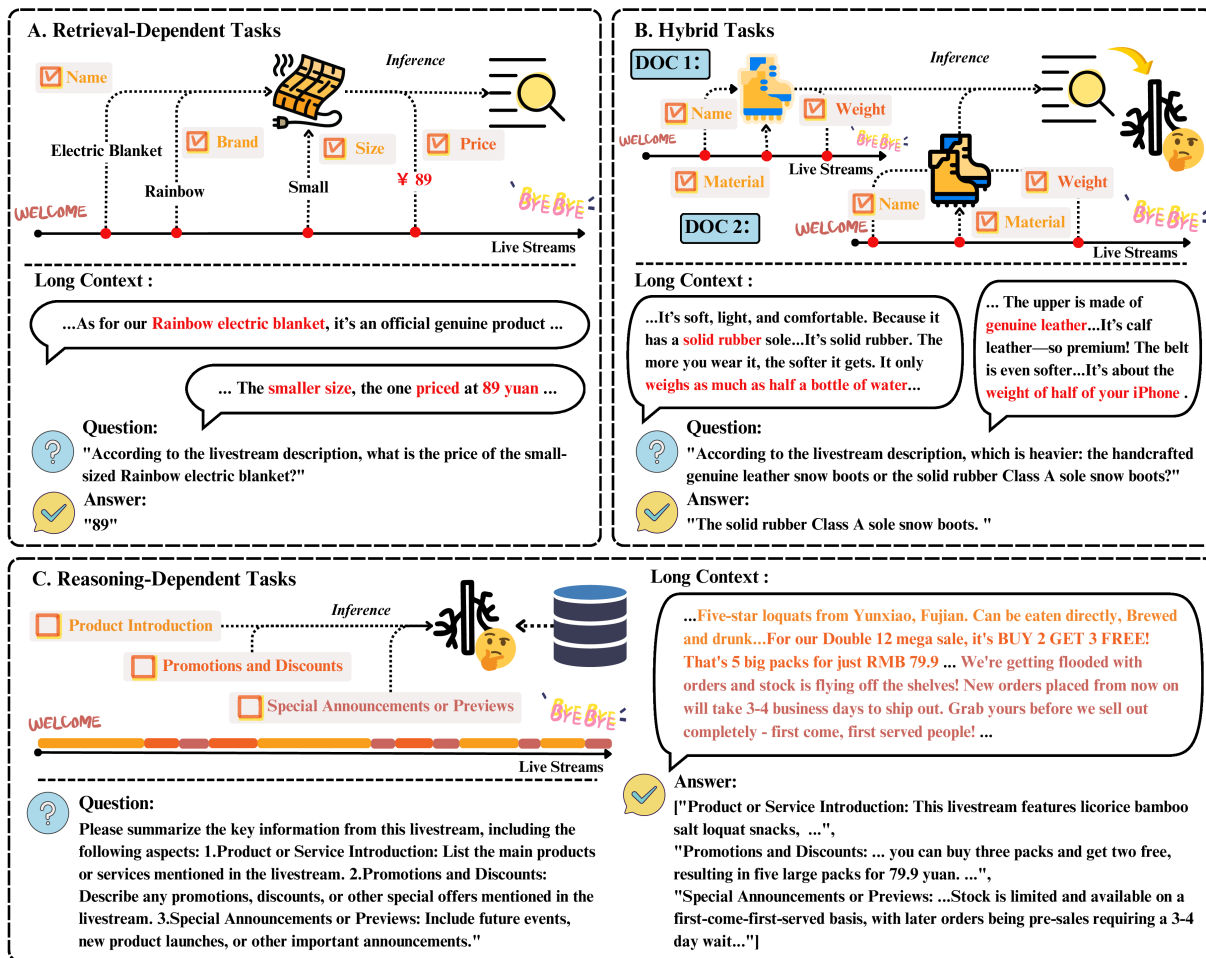 A. Retrieval-Dependent Tasks
Name
Inference
Electric Blanket
Brand
Size
Price
Rainbow
Small
¥ 89
WELCOME
BYE BYE
BYE BYE
Live Streams
Long Context :
...As for our Rainbow electric blanket, it's an official genuine product ...
... The smaller size, the one priced at 89 yuan ...
Question:
"According to the livestream description, what is the price of the small-
sized Rainbow electric blanket?"
Answer:
"89"
B. Hybrid Tasks
DOC 1:
Inference
Name
Weight
WELCOME
BYE BYE
BYE BYE
Live Streams
Material
Name
Weight
Material
DOC 2:
WELCOME
BYE BYE
BYE BYE
Live Streams
Long Context :
...It's soft, light, and comfortable. Because it
has a solid rubber sole...It's solid rubber. The
more you wear it, the softer it gets. It only
weighs as much as half a bottle of water...
... The upper is made of
genuine leather...It's calf
leather—so premium! The belt
is even softer...It's about the
weight of half of your iPhone .
Question:
"According to the livestream description, which is heavier: the handcrafted
genuine leather snow boots or the solid rubber Class A sole snow boots?"
Answer:
"The solid rubber Class A sole snow boots. "
C. Reasoning-Dependent Tasks
Inference
Product Introduction
Promotions and Discounts
Special Announcements or Previews
WELCOME
BYE BYE
BYE BYE
Live Streams
Question:
Please summarize the key information from this livestream, including the
following aspects: 1.Product or Service Introduction: List the main products
or services mentioned in the livestream. 2.Promotions and Discounts:
Describe any promotions, discounts, or other special offers mentioned in the
livestream. 3.Special Announcements or Previews: Include future events,
new product launches, or other important announcements."
Long Context :
...Five-star loquats from Yunxiao, Fujian. Can be eaten directly, Brewed
and drunk...For our Double 12 mega sale, it's BUY 2 GET 3 FREE!
That's 5 big packs for just RMB 79.9 ... We're getting flooded with
orders and stock is flying off the shelves! New orders placed from now on
will take 3-4 business days to ship out. Grab yours before we sell out
completely - first come, first served people! ...
Answer:
["Product or Service Introduction: This livestream features licorice bamboo
salt loquat snacks,  ...",
"Promotions and Discounts: ... you can buy three packs and get two free,
resulting in five large packs for 79.9 yuan. ...",
"Special Announcements or Previews: ...Stock is limited and available on a
first-come-first-served basis, with later orders being pre-sales requiring a 3-4
day wait..."]